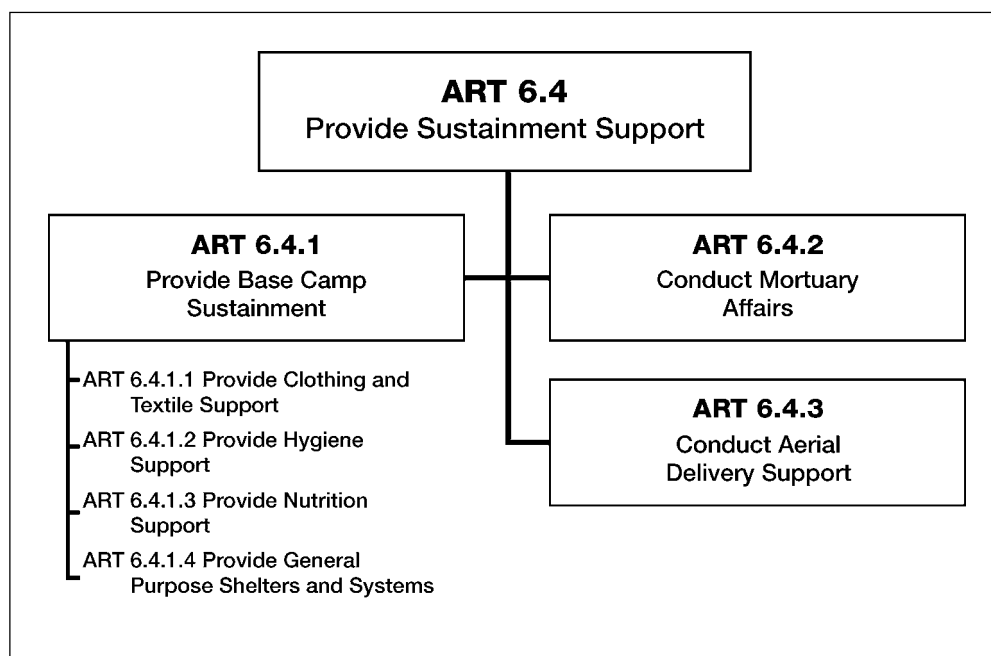 ART 6.4
Provide Sustainment Support
ART 6.4.1
Provide Base Camp
Sustainment
ART 6.4.2
Conduct Mortuary
Affairs
ART 6.4.1.1 Provide Clothing and
Textile Support
ART 6.4.1.2 Provide Hygiene
Support
ART 6.4.1.3 Provide Nutrition
Support
ART 6.4.1.4 Provide General
Purpose Shelters and Systems
ART 6.4.3
Conduct Aerial
Delivery Support